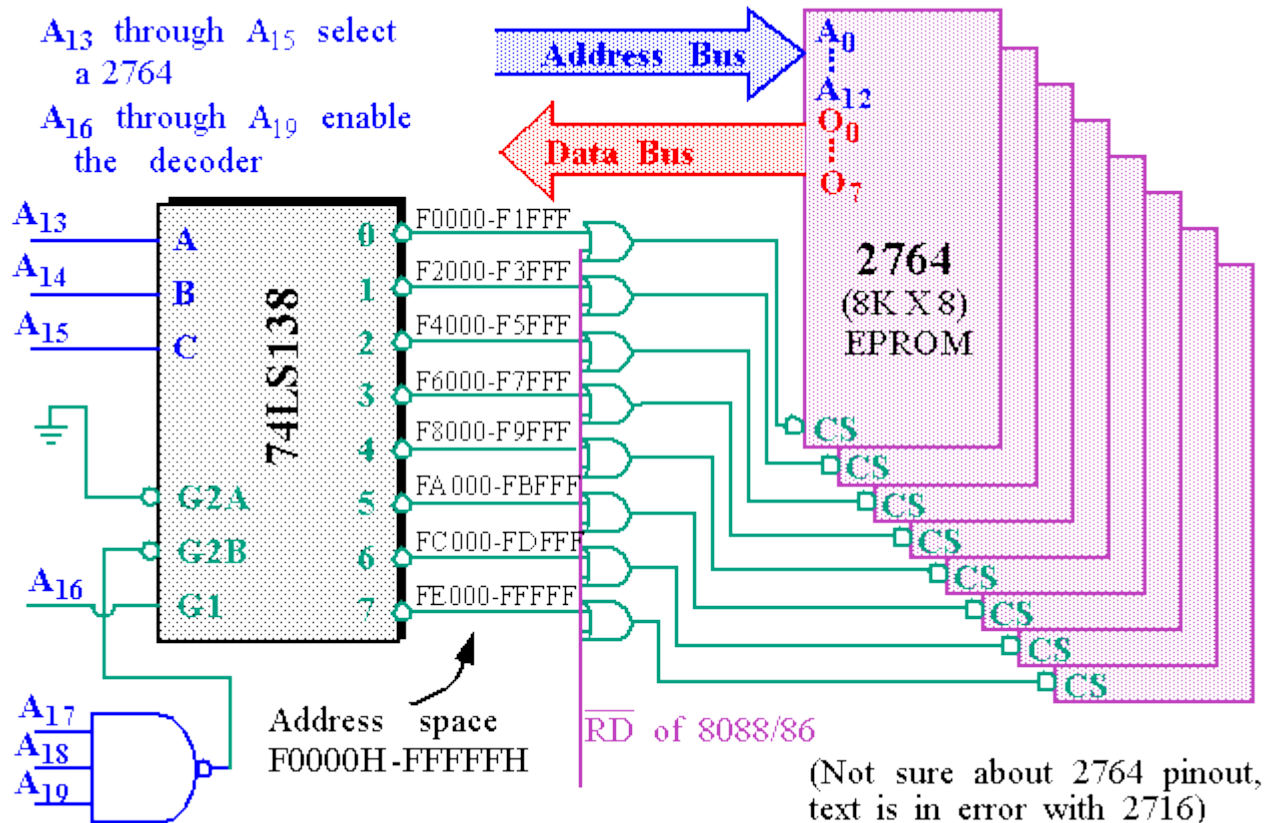 A13 through A15 select
a 2764
A16 through A19 enable
the decoder
Address Bus
Data Bus
A0
A12
O0
O7
2764
(8K X 8)
EPROM
A13
A14
A15
A
B
C
74LS138
0
1
2
3
4
5
6
7
F0000-F1FFF
F2000-F3FFF
F4000-F5FFF
F6000-F7FFF
F8000-F9FFF
FA000-FBFFF
FC000-FDFFF
FE000-FFFFF
G2A
G2B
G1
A16
A17
A18
A19
CS
CS
CS
CS
CS
CS
CS
CS
Address space
F0000H-FFFFFH
R̅D̅ of 8088/86
(Not sure about 2764 pinout,
text is in error with 2716)